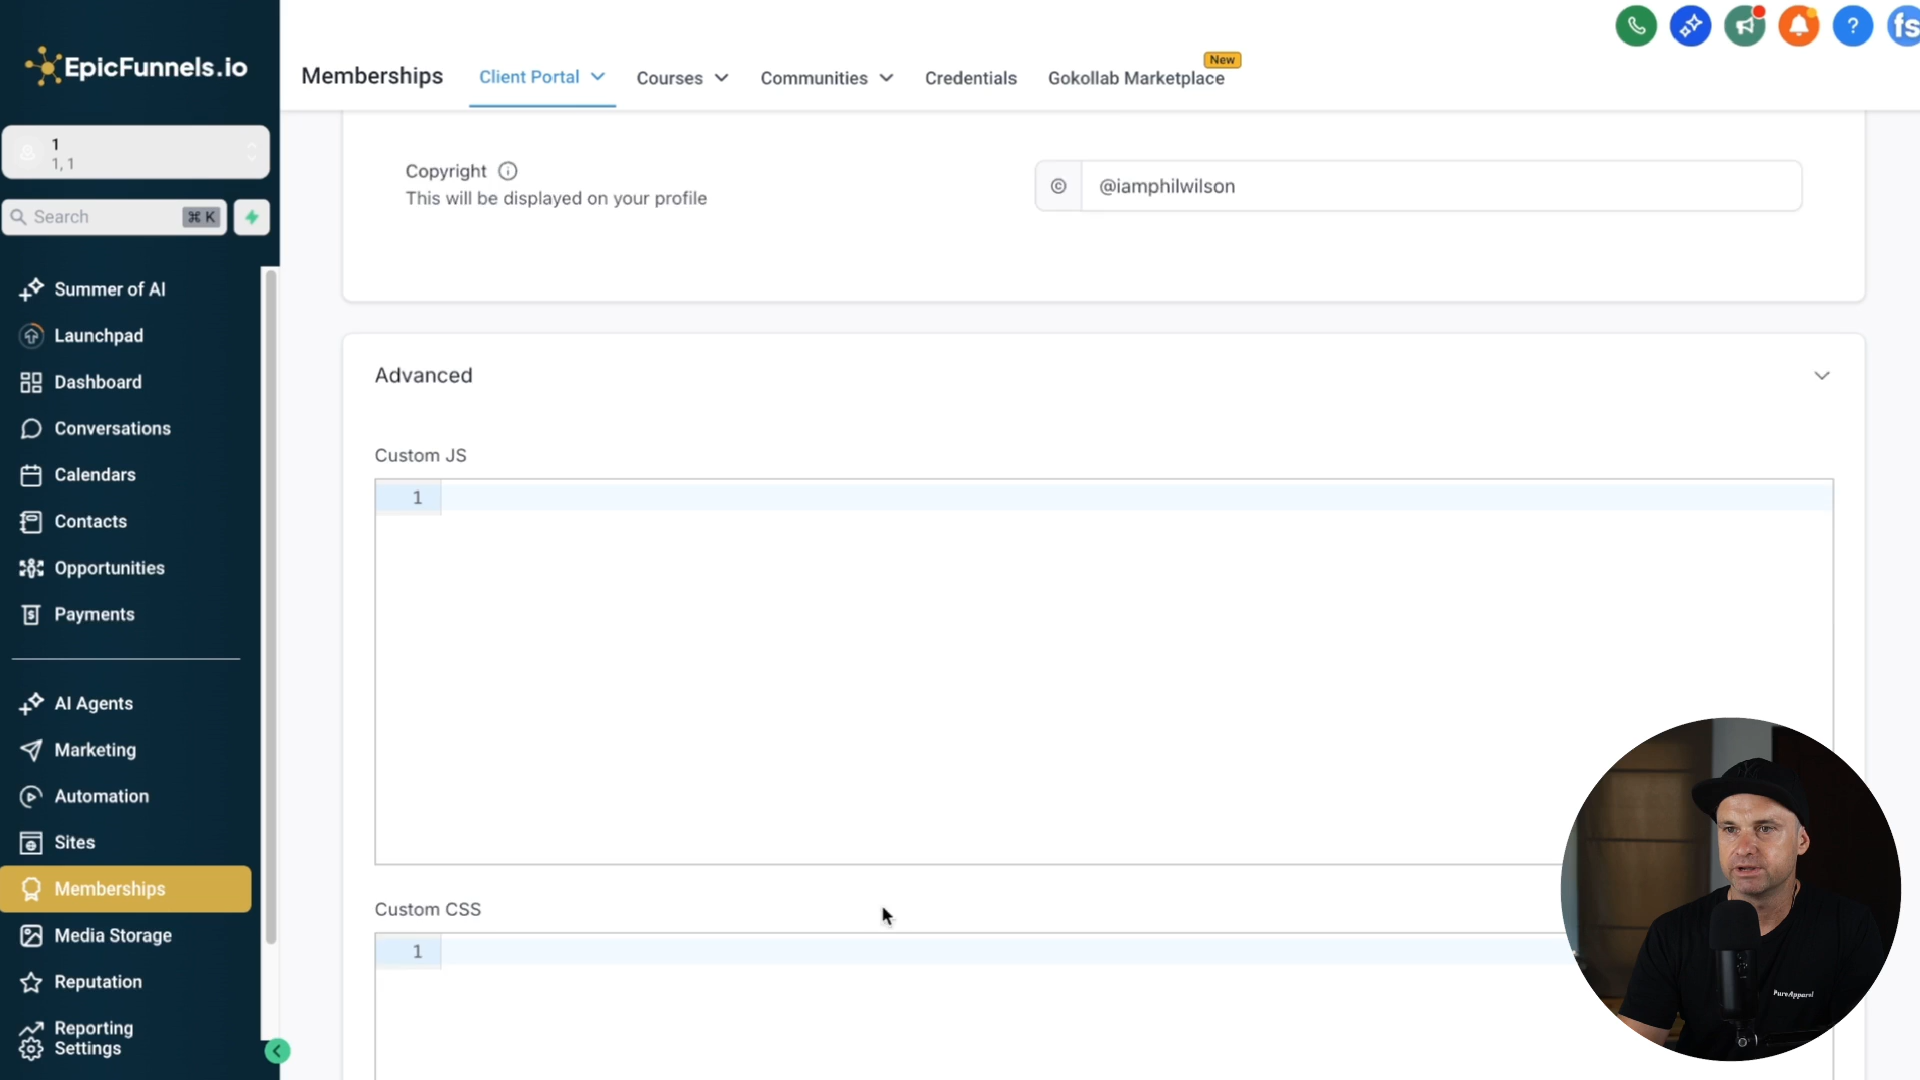 EpicFunnels.io
1
1, 1
Search
⌘ K
Summer of AI
Launchpad
Dashboard
Conversations
Calendars
Contacts
Opportunities
Payments
AI Agents
Marketing
Automation
Sites
Memberships
Media Storage
Reputation
Reporting
Settings
Memberships
Client Portal
Courses
Communities
Credentials
Gokollab Marketplace
New
?
fs
Copyright
This will be displayed on your profile
©
@iamphilwilson
Advanced
Custom JS
1
Custom CSS
1
PureApparel